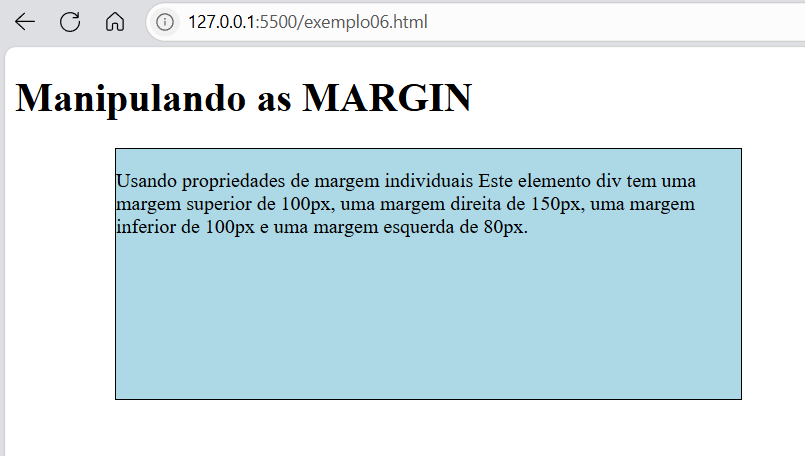 127.0.0.1:5500/exemplo06.html
Manipulando as MARGIN
Usando propriedades de margem individuais Este elemento div tem uma
margem superior de 100px, uma margem direita de 150px, uma margem
inferior de 100px e uma margem esquerda de 80px.